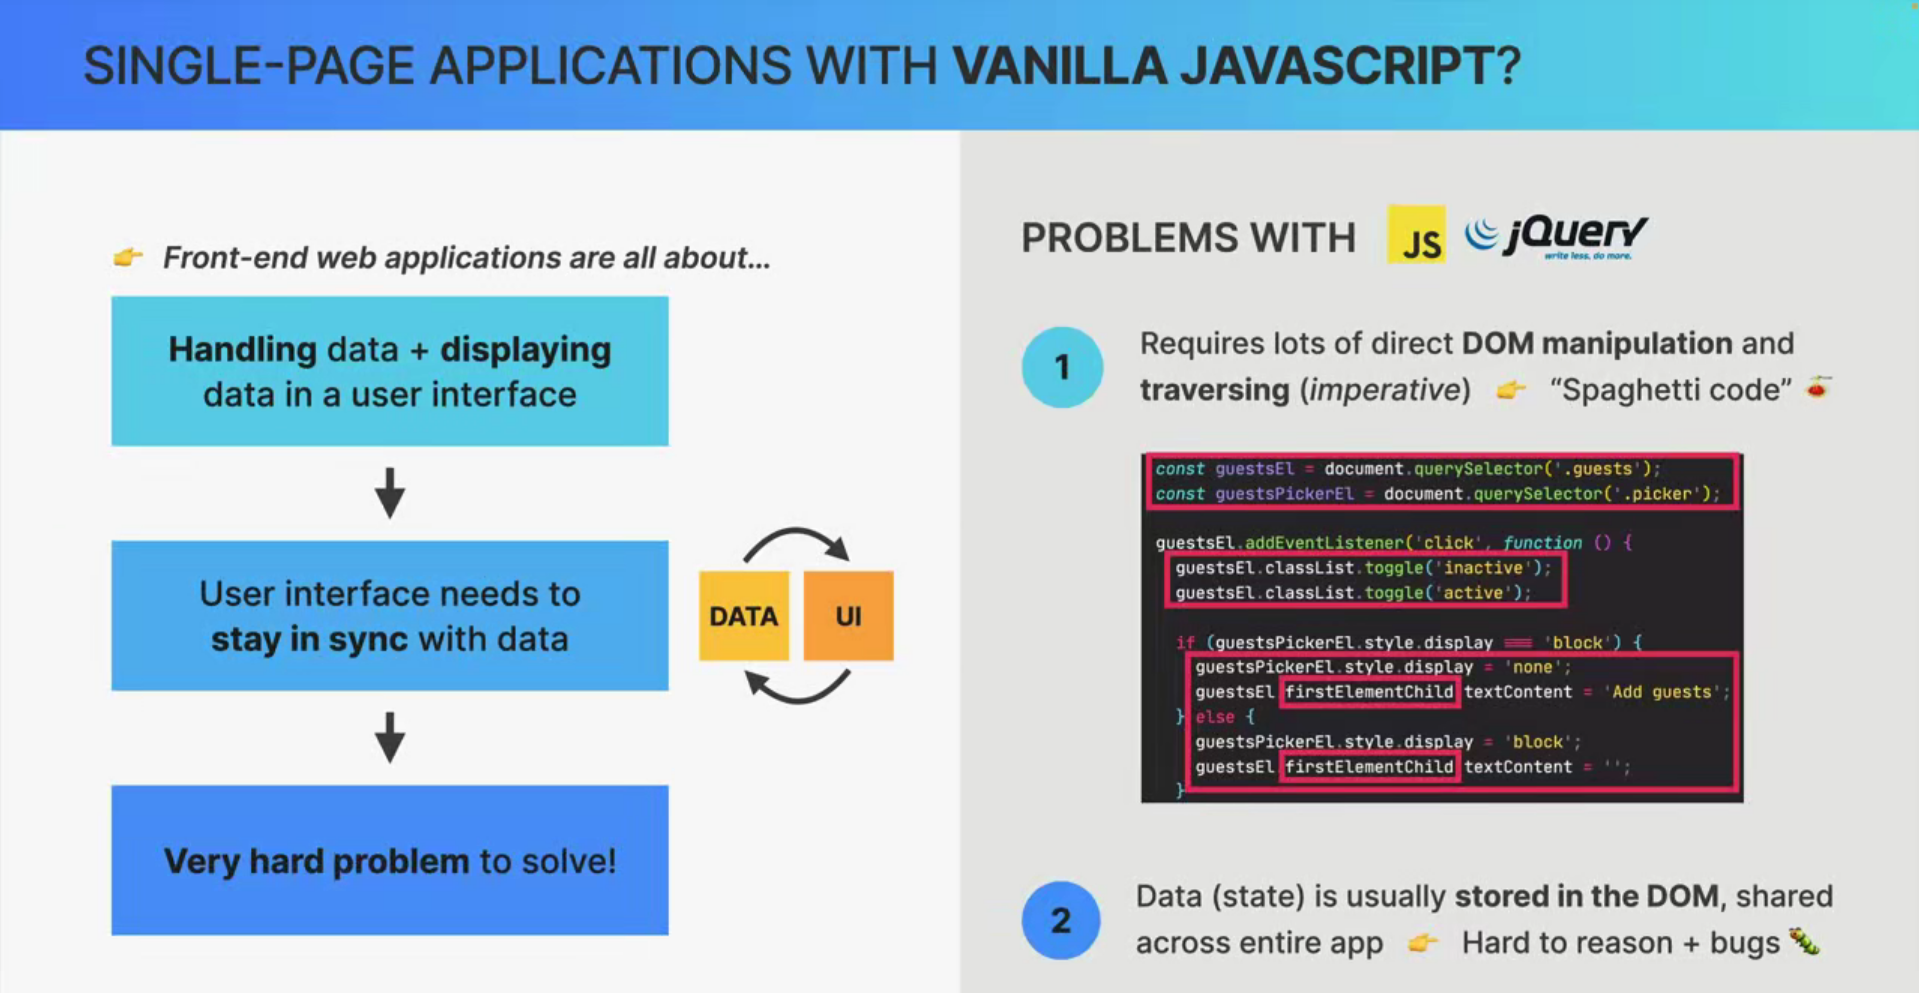 SINGLE-PAGE APPLICATIONS WITH VANILLA JAVASCRIPT?
👉 Front-end web applications are all about...
Handling data + displaying
data in a user interface
User interface needs to
stay in sync with data
DATA
UI
Very hard problem to solve!
PROBLEMS WITH JS jQuery
write less, do more.
1
Requires lots of direct DOM manipulation and
traversing (imperative) 👉 “Spaghetti code” 🍝
const guestsEl = document.querySelector('.guests');
const guestsPickerEl = document.querySelector('.picker');
guestsEl.addEventListener('click', function () {
guestsEl.classList.toggle('inactive');
guestsEl.classList.toggle('active');
if (guestsPickerEl.style.display === 'block') {
guestsPickerEl.style.display = 'none';
guestsEl.firstElementChild.textContent = 'Add guests';
} else {
guestsPickerEl.style.display = 'block';
guestsEl.firstElementChild.textContent = '';
}
2
Data (state) is usually stored in the DOM, shared
across entire app 👉 Hard to reason + bugs 🐛